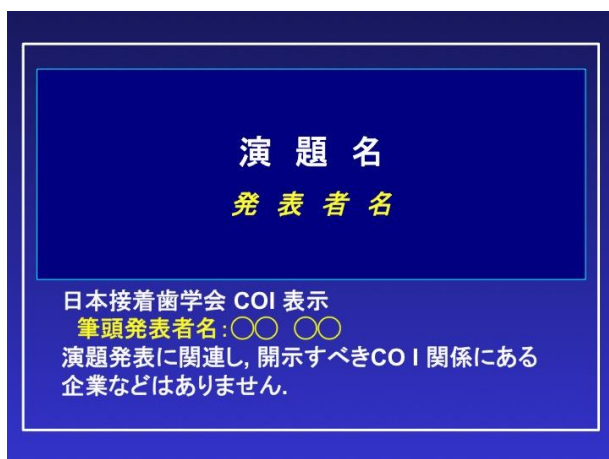 演 題 名
発 表 者 名
日本接着歯学会 COI 表示
筆頭発表者名:○○ ○○
演題発表に関連し, 開示すべきCO I 関係にある
企業などはありません.